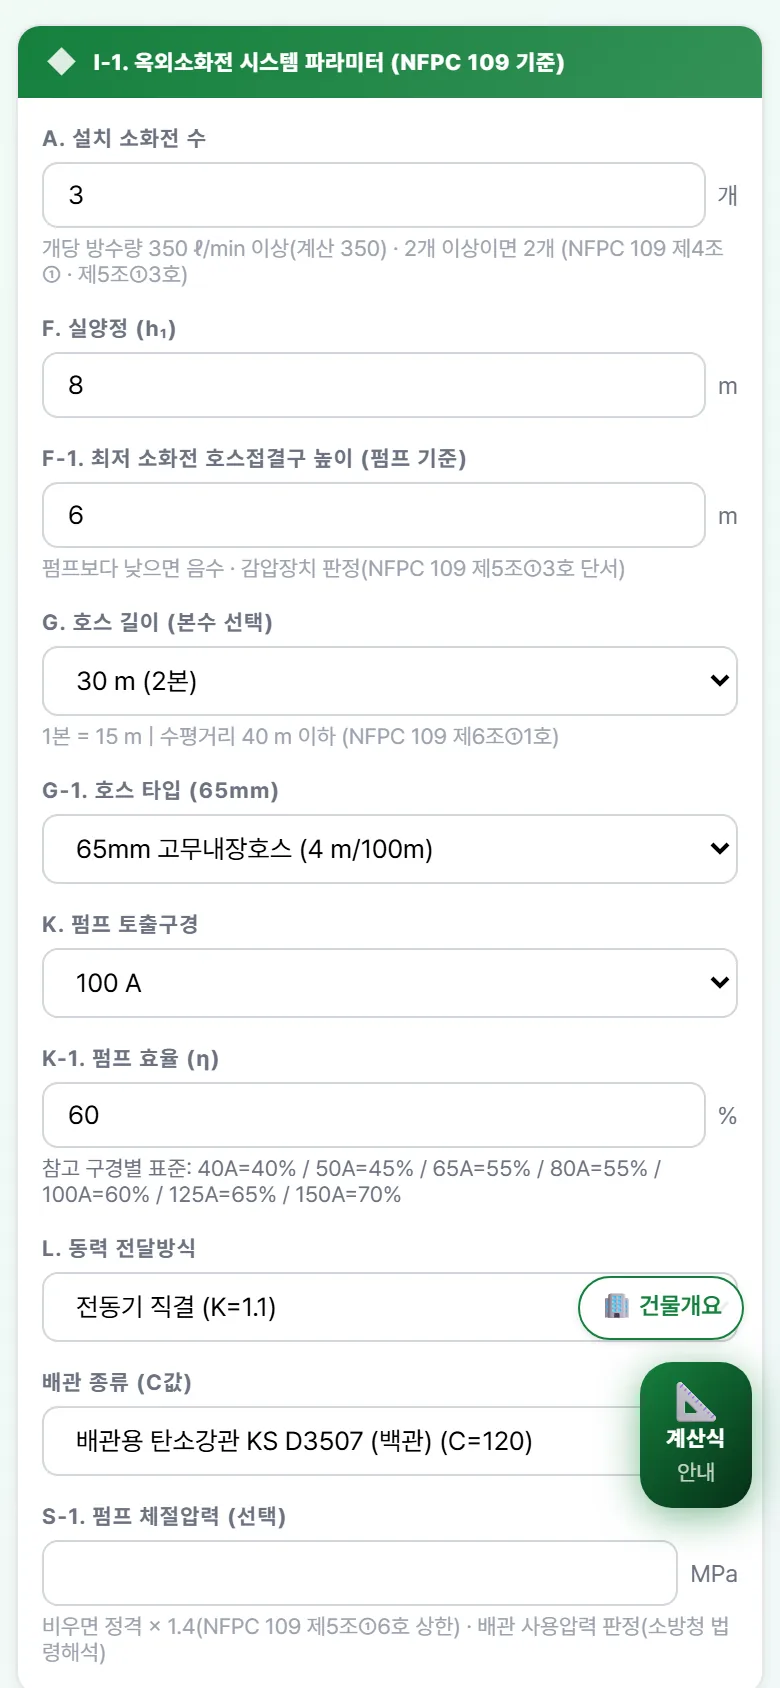 I-1. 옥외소화전 시스템 파라미터 (NFPC 109 기준)
A. 설치 소화전 수
3
개
개당 방수량 350 ℓ/min 이상(계산 350) · 2개 이상이면 2개 (NFPC 109 제4조
① · 제5조①3호)
F. 실양정 (h₁)
8
m
F-1. 최저 소화전 호스접결구 높이 (펌프 기준)
6
m
펌프보다 낮으면 음수 · 감압장치 판정(NFPC 109 제5조①3호 단서)
G. 호스 길이 (본수 선택)
30 m (2본)
1본 = 15 m | 수평거리 40 m 이하 (NFPC 109 제6조①1호)
G-1. 호스 타입 (65mm)
65mm 고무내장호스 (4 m/100m)
K. 펌프 토출구경
100 A
K-1. 펌프 효율 (η)
60
%
참고 구경별 표준: 40A=40% / 50A=45% / 65A=55% / 80A=55% /
100A=60% / 125A=65% / 150A=70%
L. 동력 전달방식
전동기 직결 (K=1.1)
건물개요
배관 종류 (C값)
배관용 탄소강관 KS D3507 (백관) (C=120)
계산식
안내
S-1. 펌프 체절압력 (선택)
MPa
비우면 정격 × 1.4(NFPC 109 제5조①6호 상한) · 배관 사용압력 판정(소방청 법
령해석)